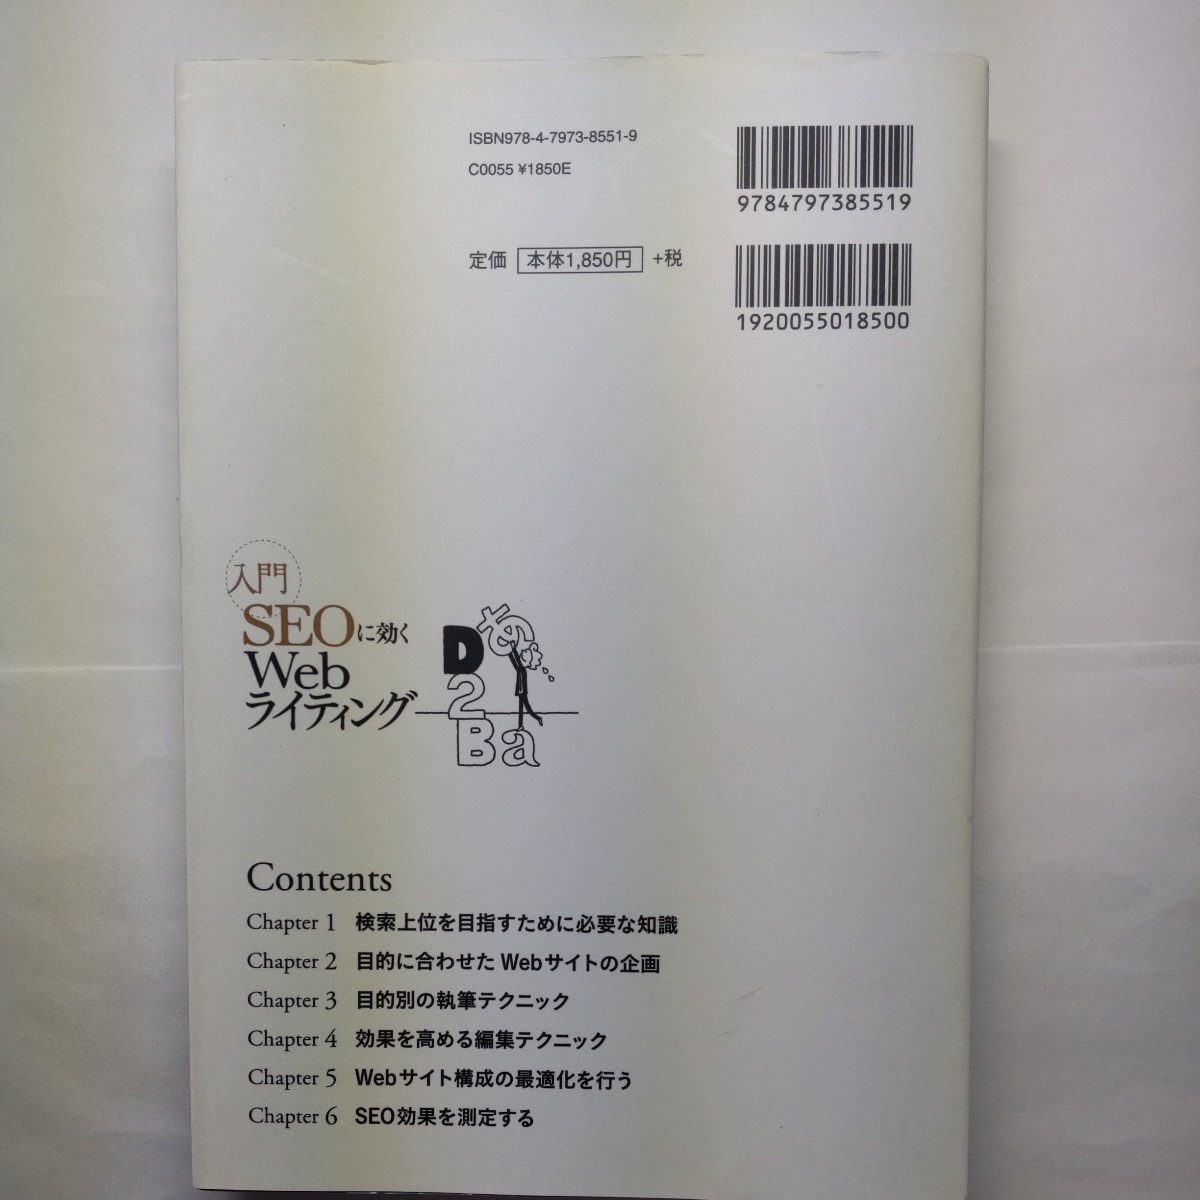 ISBN978-4-7973-8551-9
C0055 ¥1850E
9784797385519
定価 本体1,850円 +税
1920055018500
入門
SEOに効く
Web
ライティング
D あ
2
Ba
Contents
Chapter 1 検索上位を目指すために必要な知識
Chapter 2 目的に合わせたWebサイトの企画
Chapter 3 目的別の執筆テクニック
Chapter 4 効果を高める編集テクニック
Chapter 5 Webサイト構成の最適化を行う
Chapter 6 SEO効果を測定する